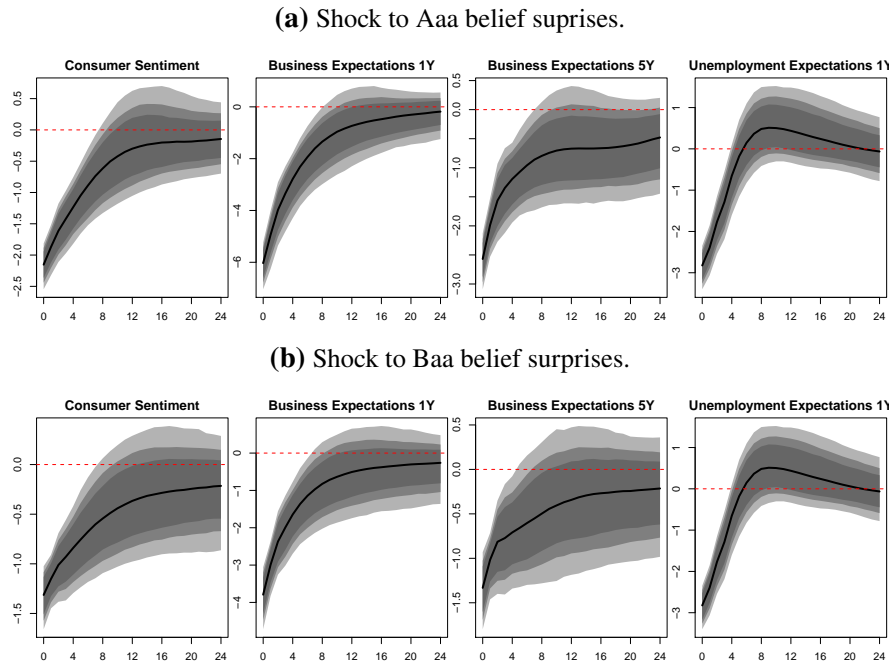 (a) Shock to Aaa belief suprises.
Consumer Sentiment Business Expectations 1Y Business Expectations 5Y Unemployment Expectations 1Y
0.5 0.0 −0.5 −1.0 −1.5 −2.0 −2.5
0 −2 −4 −6
0.5 0.0 −1.0 −2.0 −3.0
1 0 −1 −2 −3
0 4 8 12 16 20 24 0 4 8 12 16 20 24 0 4 8 12 16 20 24 0 4 8 12 16 20 24
(b) Shock to Baa belief surprises.
Consumer Sentiment Business Expectations 1Y Business Expectations 5Y Unemployment Expectations 1Y
0.0 −0.5 −1.0 −1.5
0 −1 −2 −3 −4
0.5 0.0 −0.5 −1.0 −1.5
1 0 −1 −2 −3
0 4 8 12 16 20 24 0 4 8 12 16 20 24 0 4 8 12 16 20 24 0 4 8 12 16 20 24